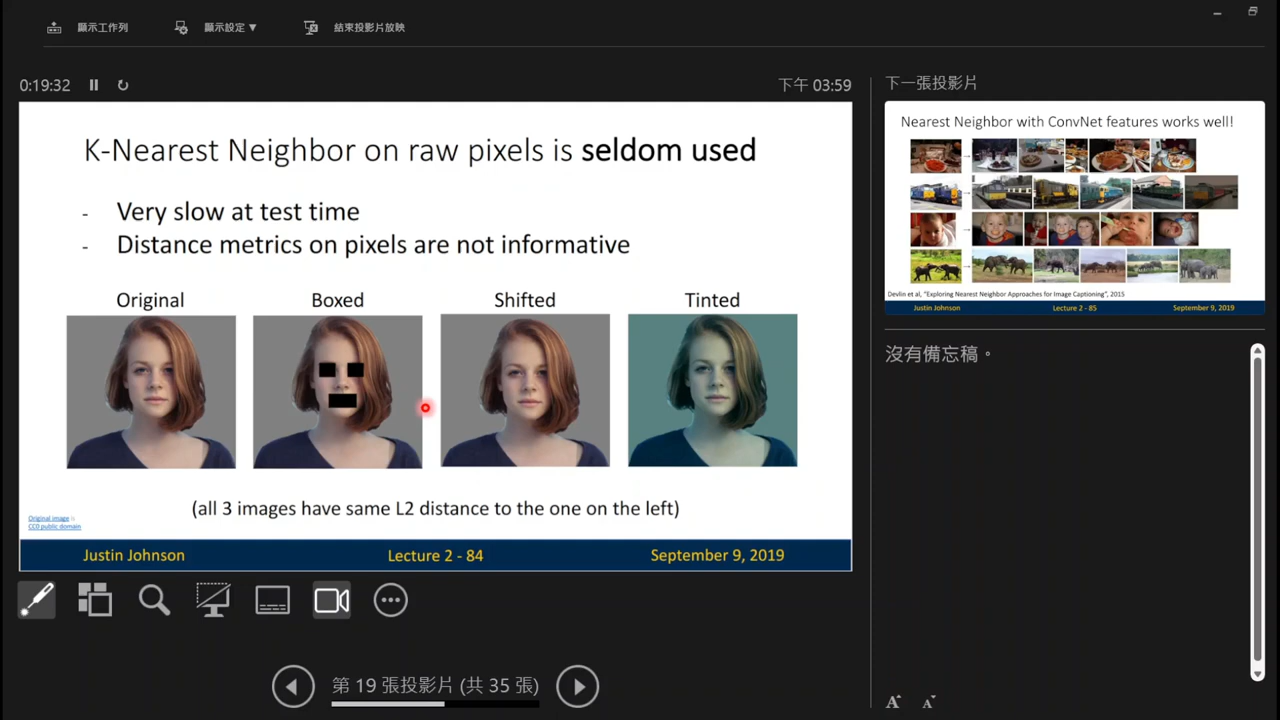 顯示工作列
顯示設定 ▼
結束投影片放映
0:19:32
下午 03:59
K-Nearest Neighbor on raw pixels is seldom used
- Very slow at test time
- Distance metrics on pixels are not informative
Original Boxed Shifted Tinted
(all 3 images have same L2 distance to the one on the left)
Original image is
CC0 public domain
Justin Johnson Lecture 2 - 84 September 9, 2019
第 19 張投影片 (共 35 張)
下一張投影片
Nearest Neighbor with ConvNet features works well!
Devlin et al, "Exploring Nearest Neighbor Approaches for Image Captioning", 2015
Justin Johnson Lecture 2 - 85 September 9, 2019
沒有備忘稿。
A A